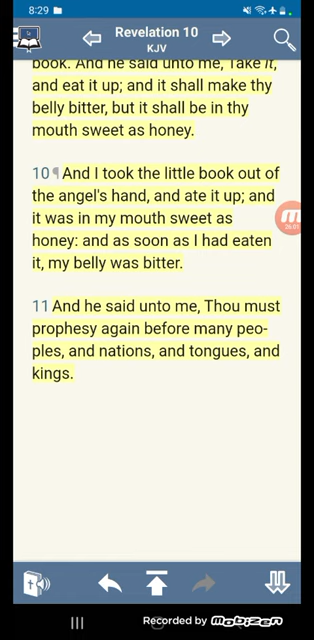 8:29
Revelation 10
KJV
book. And he said unto me, Take it,
and eat it up; and it shall make thy
belly bitter, but it shall be in thy
mouth sweet as honey.
10 ¶ And I took the little book out of
the angel's hand, and ate it up; and
it was in my mouth sweet as
honey: and as soon as I had eaten
it, my belly was bitter.
11 And he said unto me, Thou must
prophesy again before many peo-
ples, and nations, and tongues, and
kings.
Recorded by mobizen